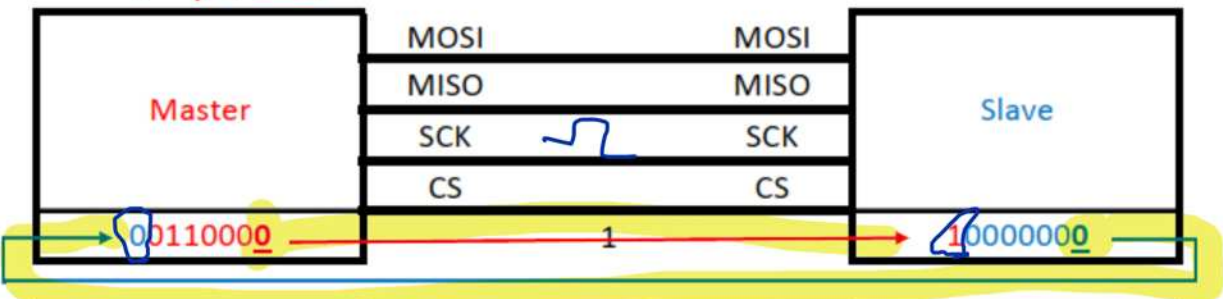 MOSI MOSI
MISO MISO
Master Slave
SCK SCK
CS CS
00110000 1 10000000